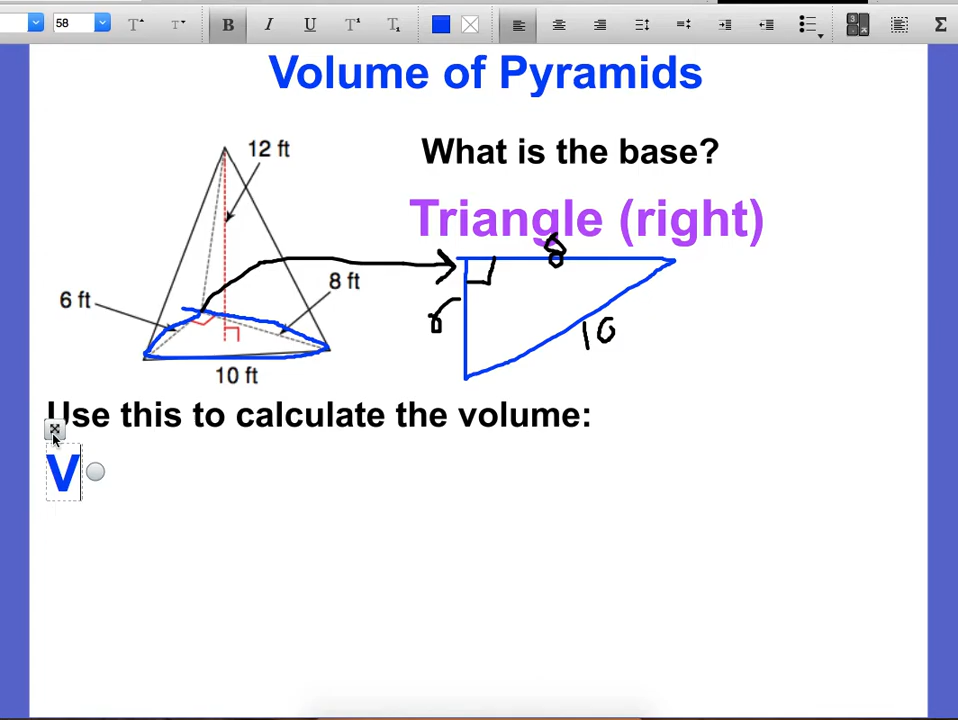 58 B I U T T Σ
Volume of Pyramids
12 ft
What is the base?
Triangle (right)
8
8 ft
6 ft
6
10
10 ft
Use this to calculate the volume:
V